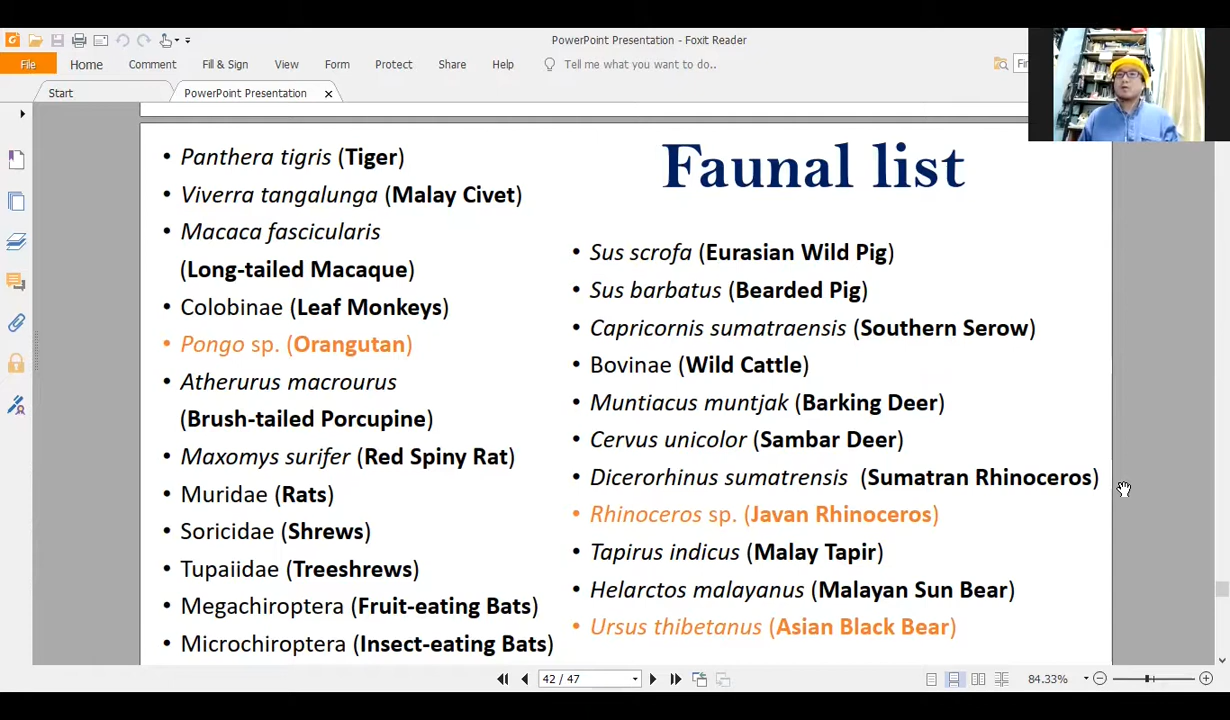 PowerPoint Presentation - Foxit Reader
File Home Comment Fill & Sign View Form Protect Share Help Tell me what you want to do..
Start PowerPoint Presentation
Faunal list
• Panthera tigris (Tiger)
• Viverra tangalunga (Malay Civet)
• Macaca fascicularis
(Long-tailed Macaque)
• Colobinae (Leaf Monkeys)
• Pongo sp. (Orangutan)
• Atherurus macrourus
(Brush-tailed Porcupine)
• Maxomys surifer (Red Spiny Rat)
• Muridae (Rats)
• Soricidae (Shrews)
• Tupaiidae (Treeshrews)
• Megachiroptera (Fruit-eating Bats)
• Microchiroptera (Insect-eating Bats)
• Sus scrofa (Eurasian Wild Pig)
• Sus barbatus (Bearded Pig)
• Capricornis sumatraensis (Southern Serow)
• Bovinae (Wild Cattle)
• Muntiacus muntjak (Barking Deer)
• Cervus unicolor (Sambar Deer)
• Dicerorhinus sumatrensis (Sumatran Rhinoceros)
• Rhinoceros sp. (Javan Rhinoceros)
• Tapirus indicus (Malay Tapir)
• Helarctos malayanus (Malayan Sun Bear)
• Ursus thibetanus (Asian Black Bear)
42 / 47
84.33%